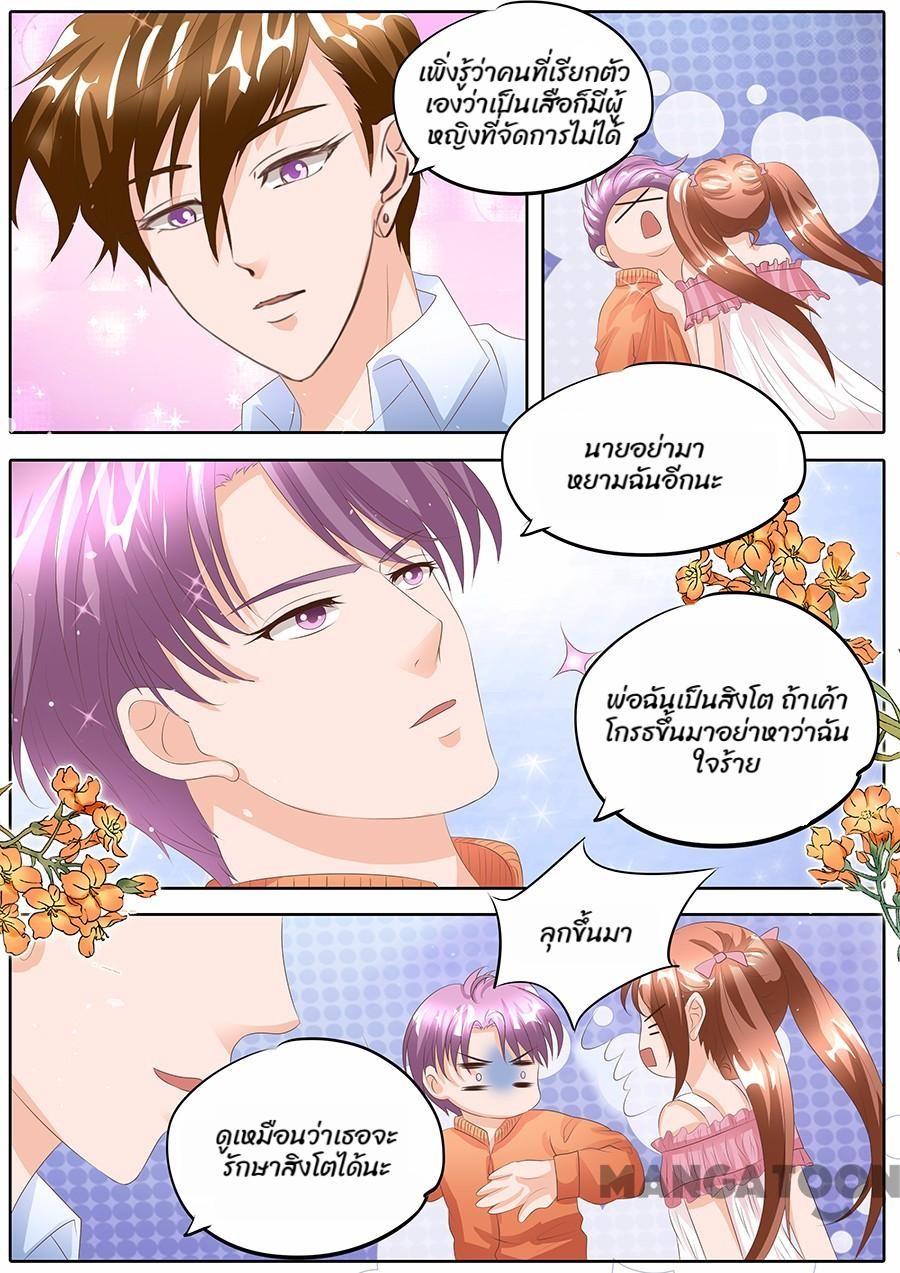 เพิ่งรู้ว่าคนที่เรียกตัว
เองว่าเป็นเสือก็มีผู้
หญิงที่จัดการไม่ได้
นายอย่ามา
หยามฉันอีกนะ
พ่อฉันเป็นสิงโต ถ้าเค้า
โกรธขึ้นมาอย่าหาว่าฉัน
ใจร้าย
ลุกขึ้นมา
ดูเหมือนว่าเธอจะ
รักษาสิงโตได้นะ
MANGATOON